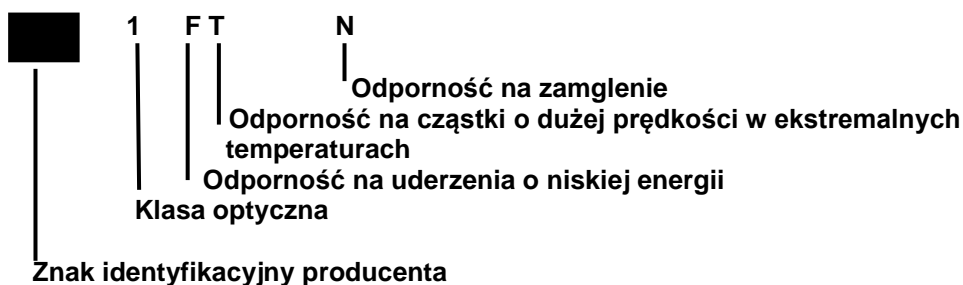 1 F T N
Odporność na zamglenie
Odporność na cząstki o dużej prędkości w ekstremalnych
temperaturach
Odporność na uderzenia o niskiej energii
Klasa optyczna
Znak identyfikacyjny producenta